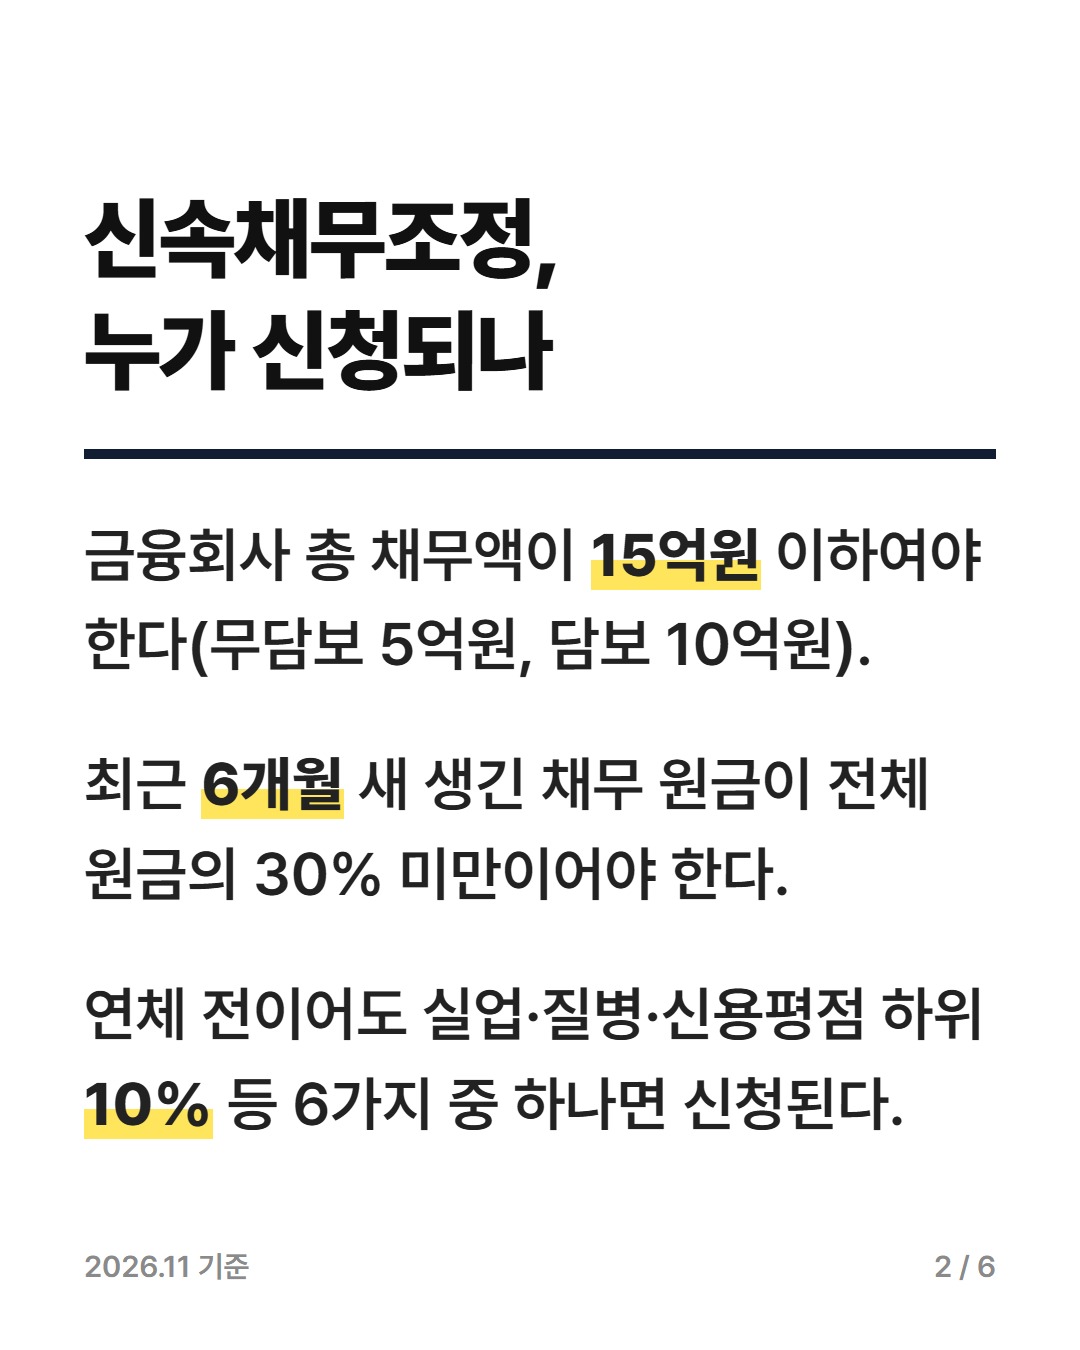 신속채무조정,
누가 신청되나
금융회사 총 채무액이 15억원 이하여야
한다(무담보 5억원, 담보 10억원).
최근 6개월 새 생긴 채무 원금이 전체
원금의 30% 미만이어야 한다.
연체 전이어도 실업·질병·신용평점 하위
10% 등 6가지 중 하나면 신청된다.
2026.11 기준
2 / 6